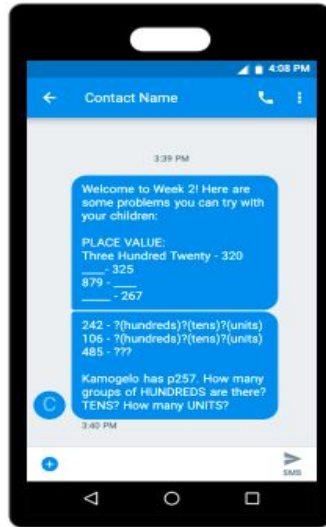 4:08 PM
Contact Name
3:39 PM
Welcome to Week 2! Here are
some problems you can try with
your children:
PLACE VALUE:
Three Hundred Twenty - 320
____- 325
879 - ____
_____ - 267
242 - ?(hundreds)?(tens)?(units)
106 - ?(hundreds)?(tens)?(units)
485 - ???
Kamogelo has p257. How many
groups of HUNDREDS are there?
TENS? How many UNITS?
C
3:40 PM
SMS